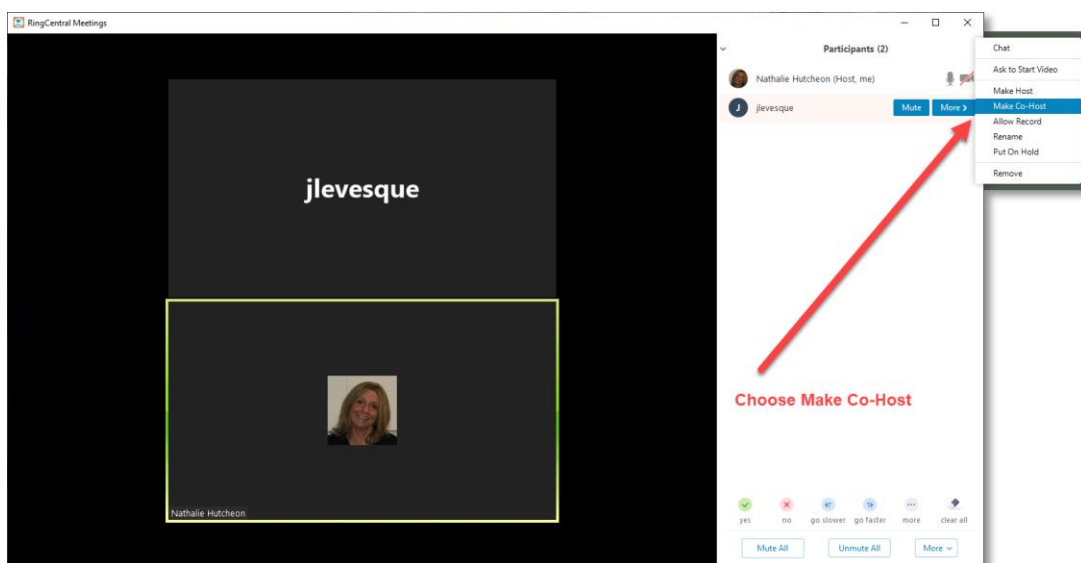 RingCentral Meetings
Participants (2)
Nathalie Hutcheon (Host, me)
J jlevesque Mute More
Chat
Ask to Start Video
Make Host
Make Co-Host
Allow Record
Rename
Put On Hold
Remove
jlevesque
Choose Make Co-Host
Nathalie Hutcheon
yes no go slower go faster more clear all
Mute All Unmute All More